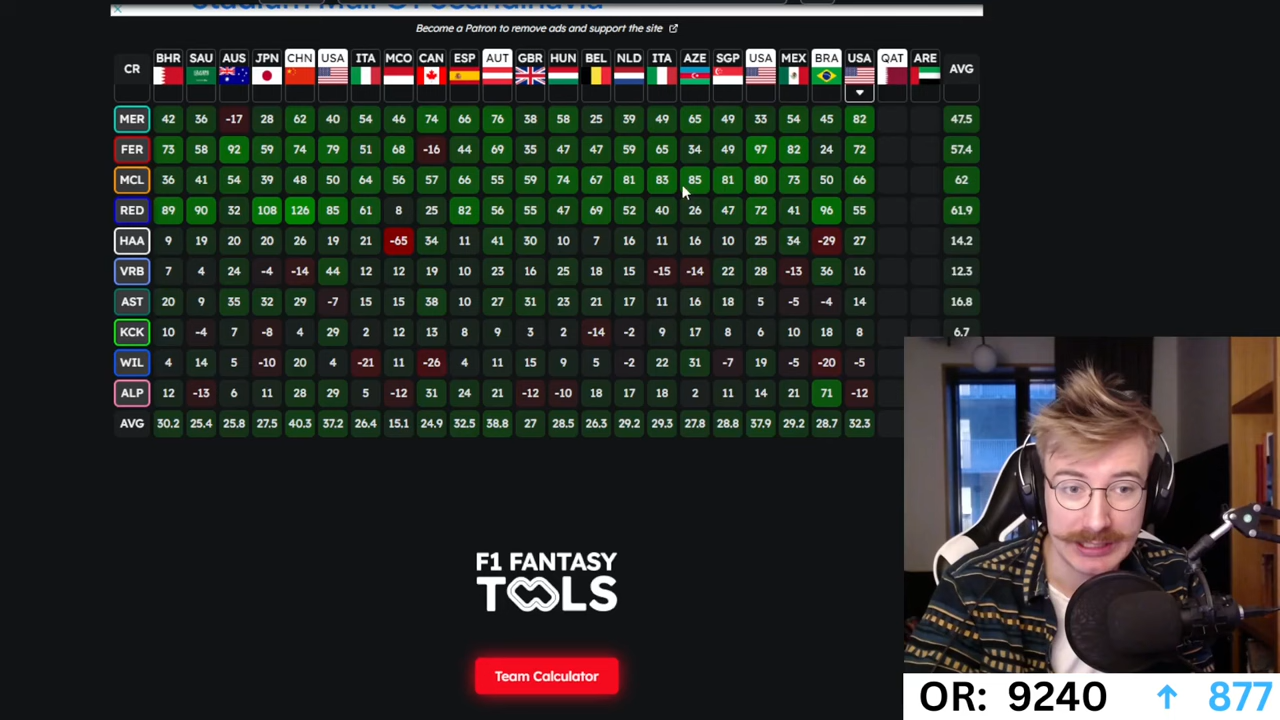 Become a Patron to remove ads and support the site
CR BHR SAU AUS JPN CHN USA ITA MCO CAN ESP AUT GBR HUN BEL NLD ITA AZE SGP USA MEX BRA USA QAT ARE AVG
MER 42 36 -17 28 62 40 54 46 74 66 76 38 58 25 39 49 65 49 33 54 45 82 47.5
FER 73 58 92 59 74 79 51 68 -16 44 69 35 47 47 59 65 34 49 97 82 24 72 57.4
MCL 36 41 54 39 48 50 64 56 57 66 55 59 74 67 81 83 85 81 80 73 50 66 62
RED 89 90 32 108 126 85 61 8 25 82 56 55 47 69 52 40 26 47 72 41 96 55 61.9
HAA 9 19 20 20 26 19 21 -65 34 11 41 30 10 7 16 11 16 10 25 34 -29 27 14.2
VRB 7 4 24 -4 -14 44 12 12 19 10 23 16 25 18 15 -15 -14 22 28 -13 36 16 12.3
AST 20 9 35 32 29 -7 15 15 38 10 27 31 23 21 17 11 16 18 5 -5 -4 14 16.8
KCK 10 -4 7 -8 4 29 2 12 13 8 9 3 2 -14 -2 9 17 8 6 10 18 8 6.7
WIL 4 14 5 -10 20 4 -21 11 -26 4 11 15 9 5 -2 22 31 -7 19 -6 -20 -5
ALP 12 -13 6 11 28 29 5 -12 31 24 21 -12 -10 18 17 18 2 11 14 21 71 -12
AVG 30.2 25.4 25.8 27.5 40.3 37.2 26.4 15.1 24.9 32.5 38.8 27 28.5 26.3 29.2 29.3 27.8 28.8 37.9 29.2 28.7 32.3
F1 FANTASY
TOOLS
Team Calculator
OR: 9240 ↑ 877